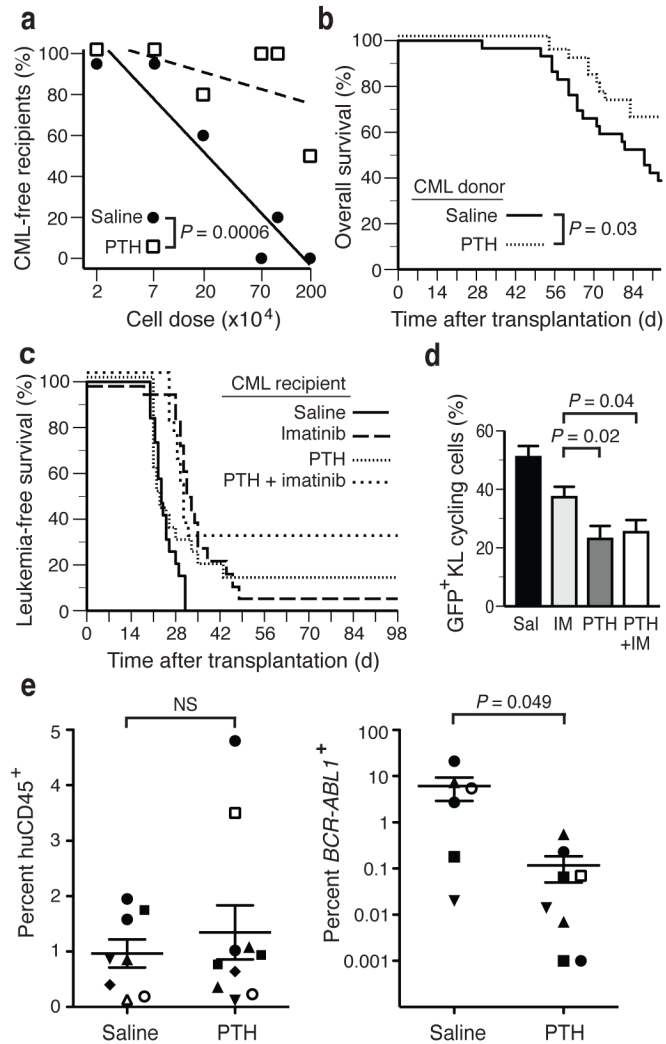 a
CML-free recipients (%)
100
80
60
40
20
0
Saline
PTH
P = 0.0006
2 7 20 70 200
Cell dose (x10⁴)
b
Overall survival (%)
100
80
60
40
20
0
CML donor
Saline
PTH
P = 0.03
0 14 28 42 56 70 84
Time after transplantation (d)
c
Leukemia-free survival (%)
100
80
60
40
20
0
CML recipient
Saline
Imatinib
PTH
PTH + imatinib
0 14 28 42 56 70 84 98
Time after transplantation (d)
d
GFP⁺ KL cycling cells (%)
P = 0.04
P = 0.02
60
40
20
0
Sal IM PTH PTH
+IM
e
Percent huCD45⁺
NS
5
4
3
2
1
0
Saline PTH
Percent BCR-ABL1⁺
P = 0.049
100
10
1
0.1
0.01
0.001
Saline PTH